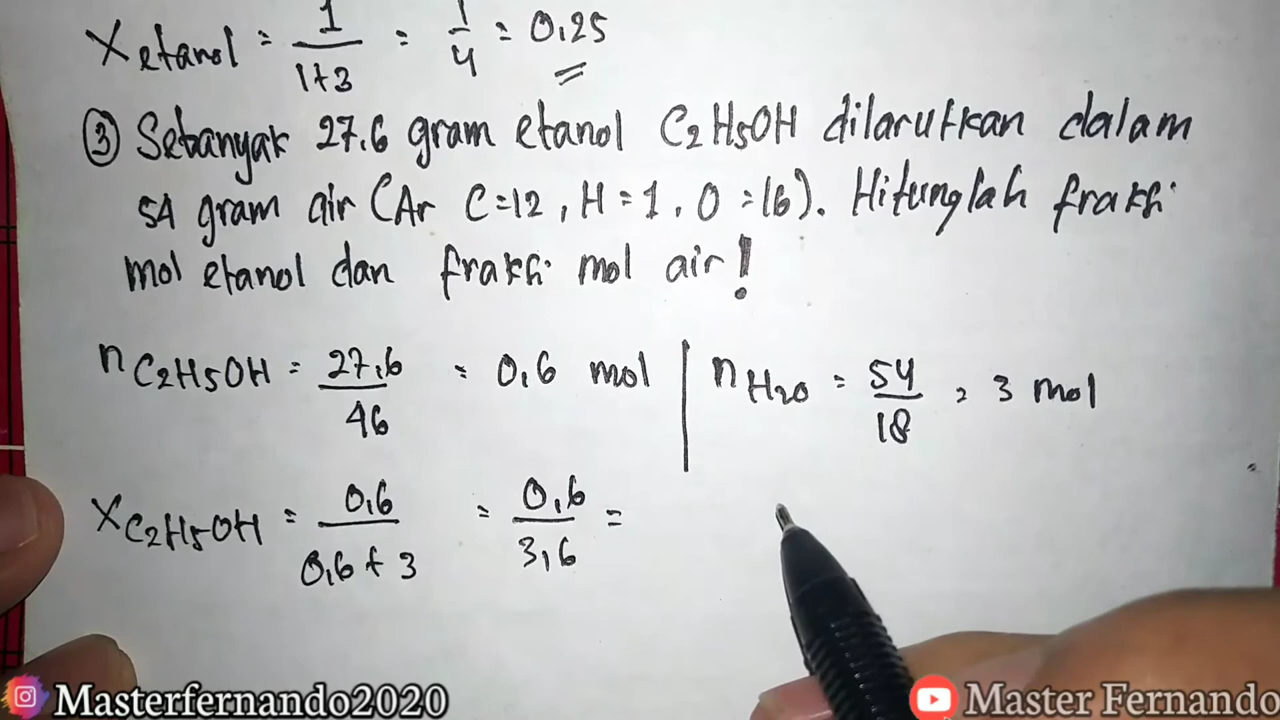 X etanol = 1/1+3 = 1/4 = 0,25
③ Sebanyak 27,6 gram etanol C2H5OH dilarutkan dalam
54 gram air (Ar C=12, H=1, O=16). Hitunglah fraksi
mol etanol dan fraksi mol air!
n C2H5OH = 27,6/46 = 0,6 mol | n H2O = 54/18 = 3 mol
X C2H5OH = 0,6/0,6+3 = 0,6/3,6 =
Masterfernando2020
Master Fernando